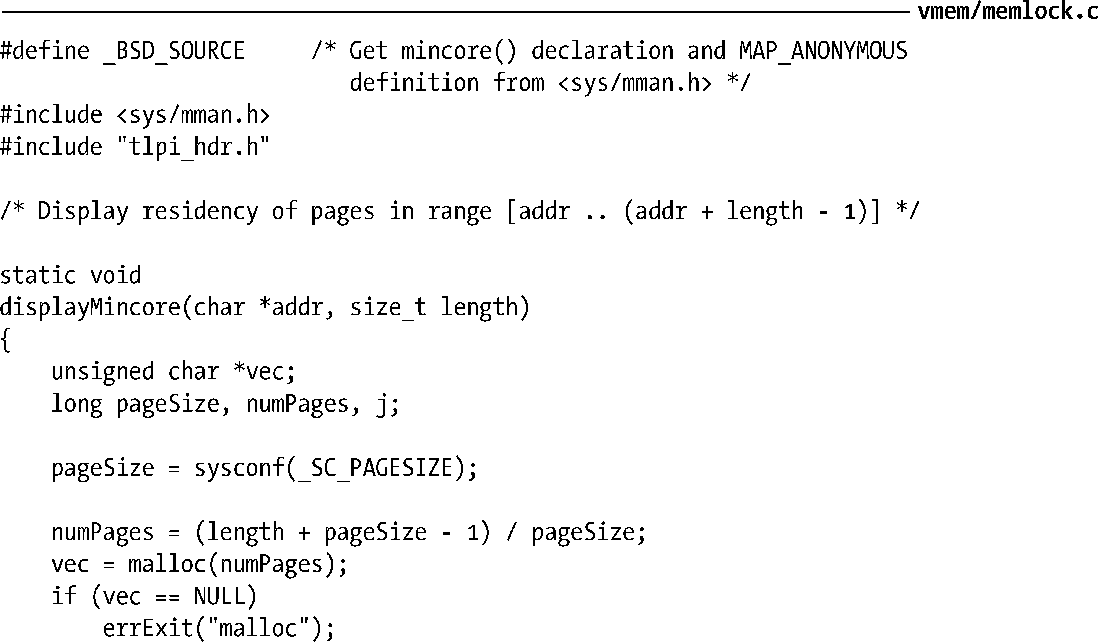 vmem/memlock.c
#define _BSD_SOURCE     /* Get mincore() declaration and MAP_ANONYMOUS
                           definition from <sys/mman.h> */
#include <sys/mman.h>
#include "tlpi_hdr.h"

/* Display residency of pages in range [addr .. (addr + length - 1)] */

static void
displayMincore(char *addr, size_t length)
{
    unsigned char *vec;
    long pageSize, numPages, j;

    pageSize = sysconf(_SC_PAGESIZE);

    numPages = (length + pageSize - 1) / pageSize;
    vec = malloc(numPages);
    if (vec == NULL)
        errExit("malloc");